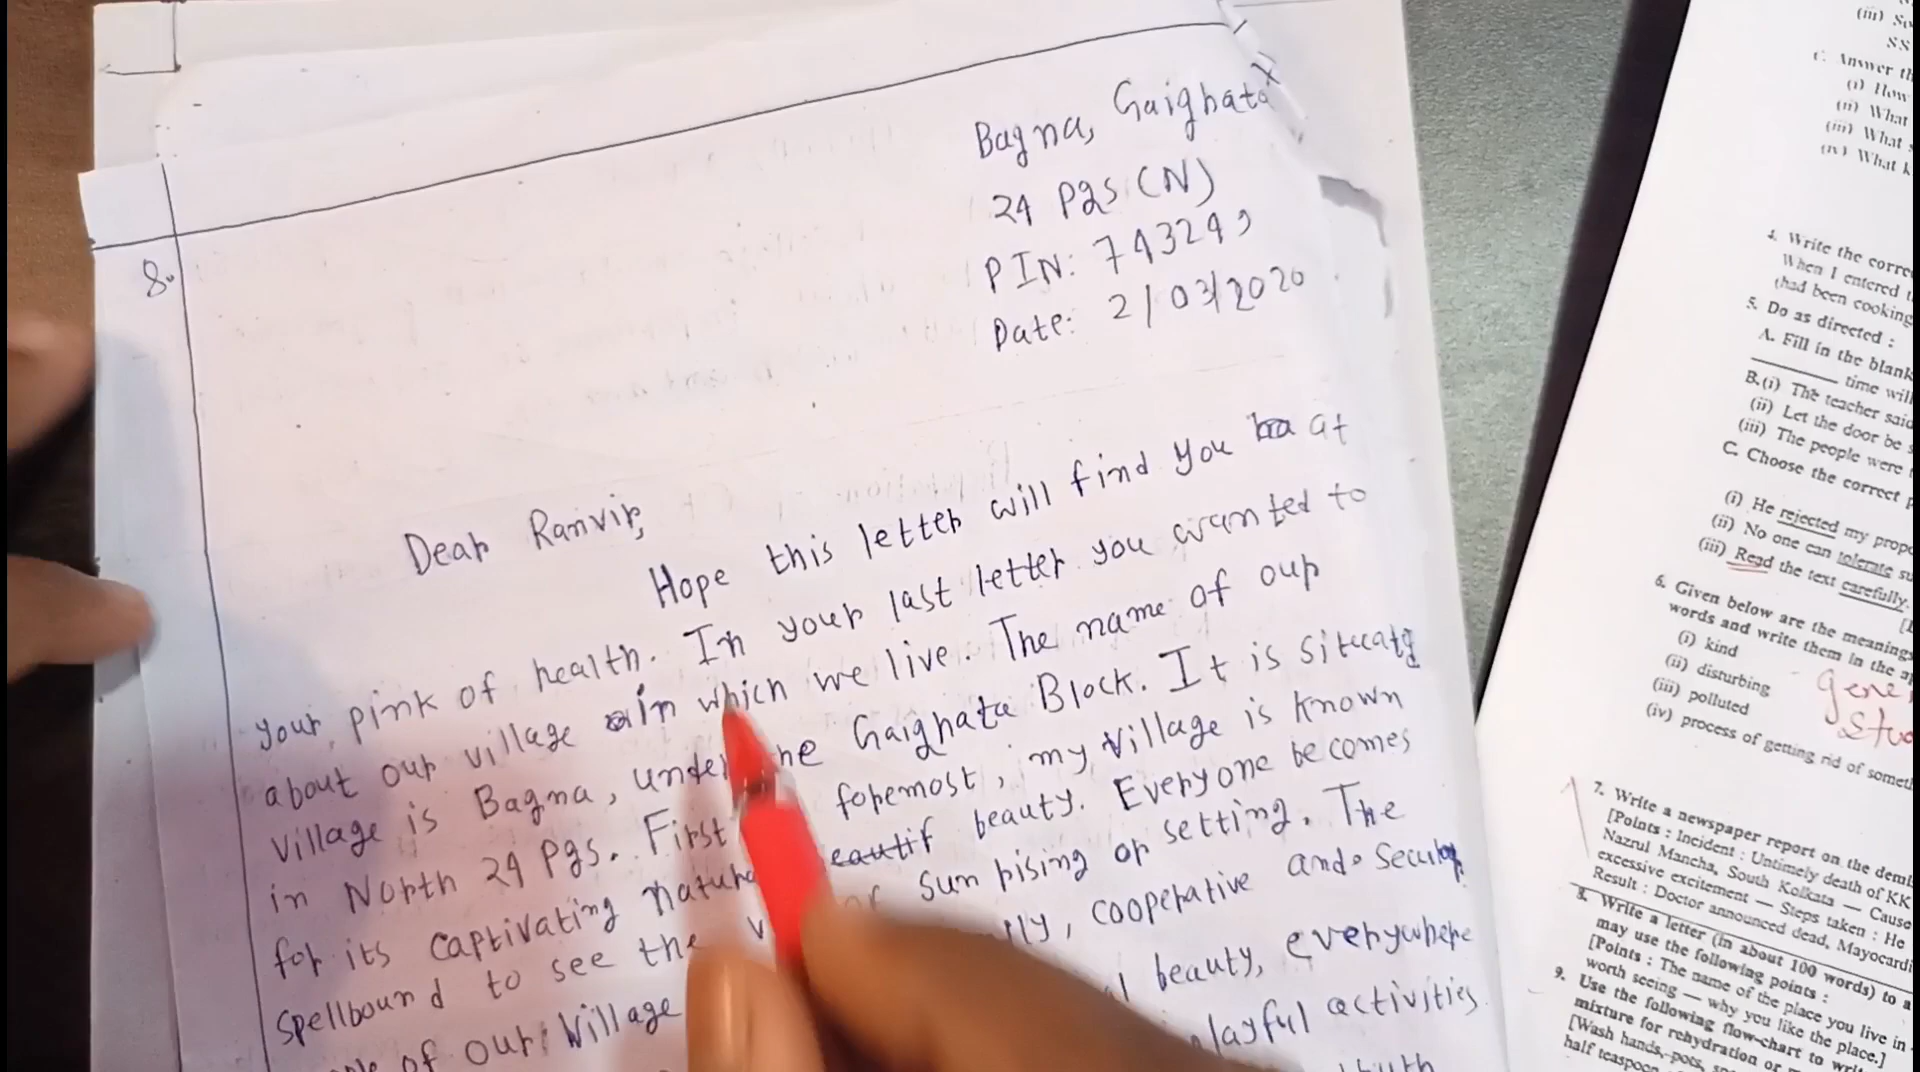 8.
Bagna, Gaighata
24 Pgs (N)
PIN: 743249
Date: 2/03/2020
Dear Ranvir,
Hope this letter will find you at
your pink of health. In your last letter you wanted to
about our village in which we live. The name of our
village is Bagna, under the Gaighata Block. It is situatd
in North 24 Pgs. First foremost, my village is known
for its captivating natura beautif beauty. Everyone becomes
spellbound to see the sun rising or setting. The
of our village cooperative and secular
beauty, everywhere
playful activities
SS
C. Answer th
(i) How
(ii) What
(iii) What
(iv) What k
4. Write the corre
When I entered
(had been cooking
5. Do as directed :
A. Fill in the blank
time will
B.(i) The teacher said
(ii) Let the door be
(iii) The people were
C. Choose the correct
(i) He rejected my propo
(ii) No one can tolerate su
(iii) Read the text carefully.
6. Given below are the meanings
words and write them in the a
(i) kind
(ii) disturbing
(iii) polluted
(iv) process of getting rid of somet
7. Write a newspaper report on the demi
[Points : Incident : Untimely death of KK
Nazrul Mancha, South Kolkata — Cause
excessive excitement — Steps taken : He
Result : Doctor announced dead, Mayocardi
8. Write a letter (in about 100 words) to a
may use the following points :
[Points : The name of the place you live in
worth seeing — why you like the place.]
9. Use the following flow-chart to writ
mixture for rehydration or
[Wash hands, pots,
half teaspoon